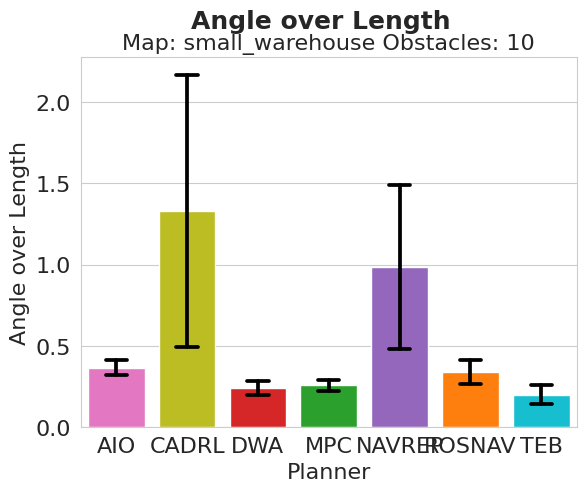 Angle over Length
Map: small_warehouse Obstacles: 10
Angle over Length
2.0
1.5
1.0
0.5
0.0
AIO CADRL DWA MPC NAVREP ROSNAV TEB
Planner